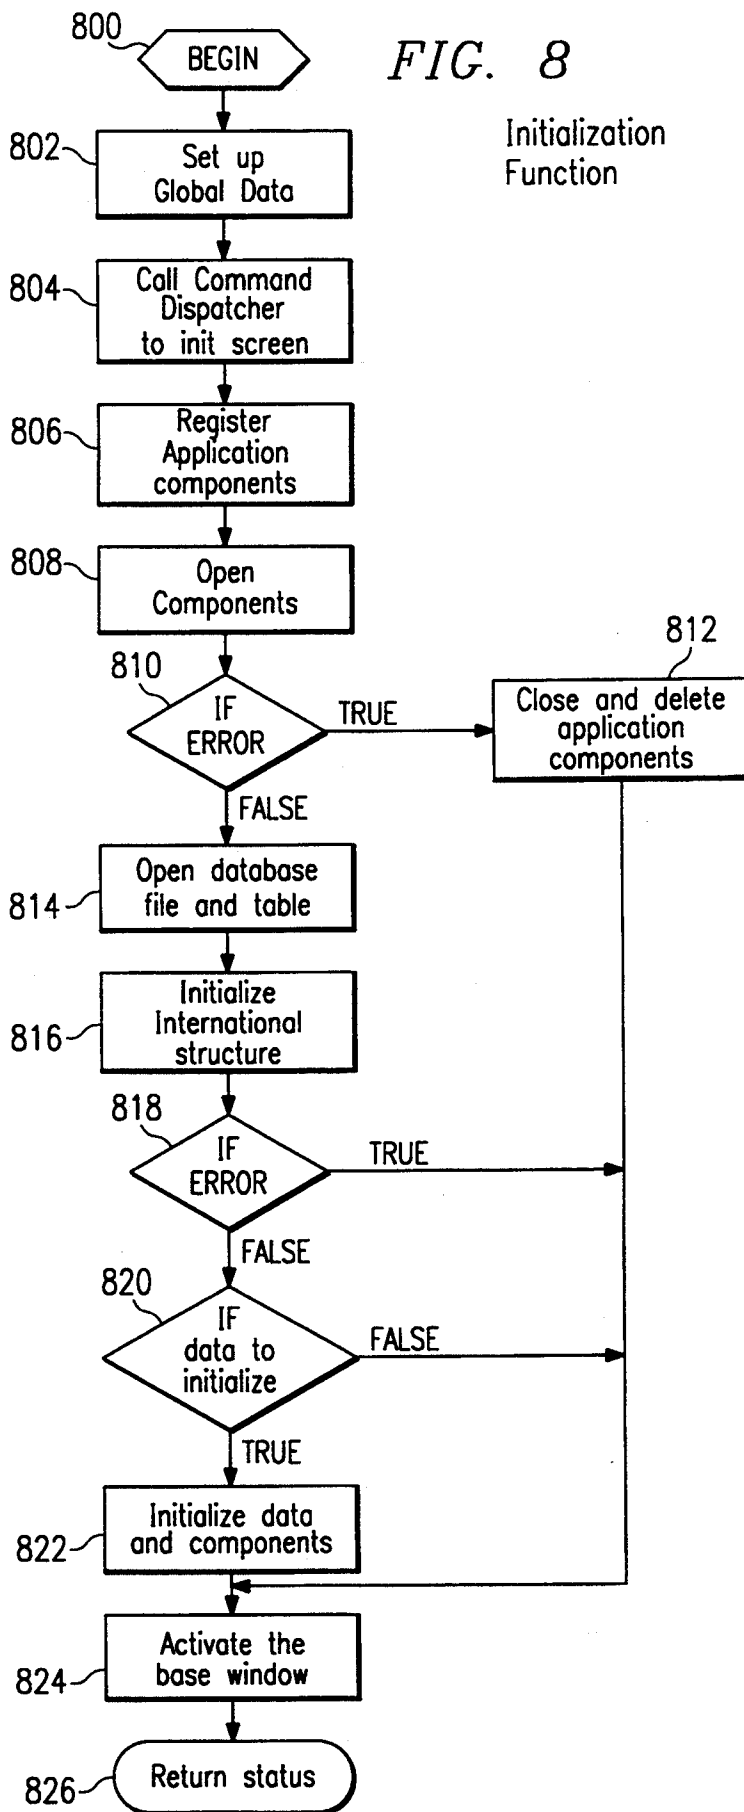 800
BEGIN
FIG. 8
Initialization
Function
802
Set up
Global Data
804
Call Command
Dispatcher
to init screen
806
Register
Application
components
808
Open
Components
810
IF
ERROR
TRUE
812
Close and delete
application
components
FALSE
814
Open database
file and table
816
Initialize
International
structure
818
IF
ERROR
TRUE
FALSE
820
IF
data to
initialize
FALSE
TRUE
822
Initialize data
and components
824
Activate the
base window
826
Return status